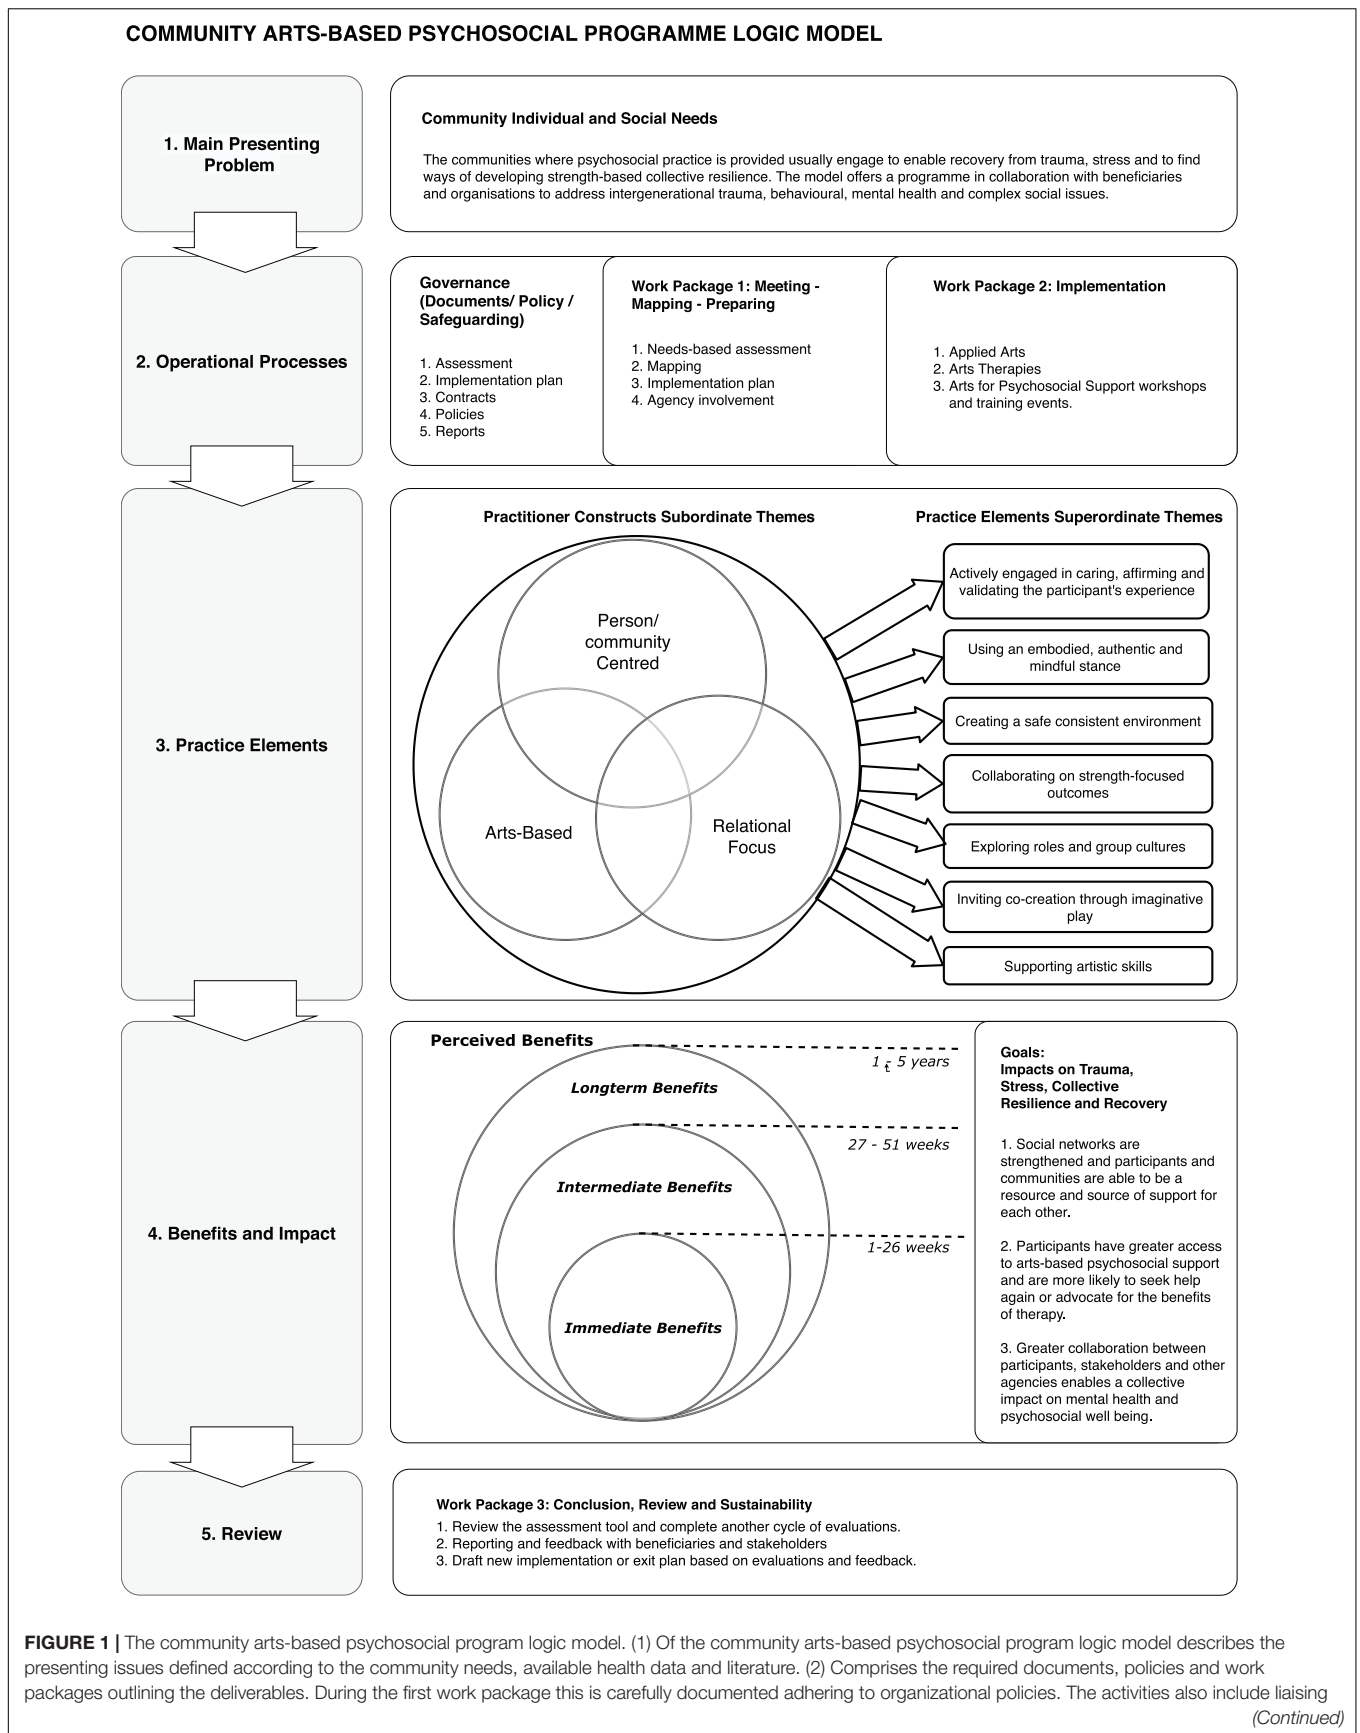 COMMUNITY ARTS-BASED PSYCHOSOCIAL PROGRAMME LOGIC MODEL
1. Main Presenting
Problem
Community Individual and Social Needs
The communities where psychosocial practice is provided usually engage to enable recovery from trauma, stress and to find
ways of developing strength-based collective resilience. The model offers a programme in collaboration with beneficiaries
and organisations to address intergenerational trauma, behavioural, mental health and complex social issues.
2. Operational Processes
Governance
(Documents/ Policy /
Safeguarding)
1. Assessment
2. Implementation plan
3. Contracts
4. Policies
5. Reports
Work Package 1: Meeting -
Mapping - Preparing
1. Needs-based assessment
2. Mapping
3. Implementation plan
4. Agency involvement
Work Package 2: Implementation
1. Applied Arts
2. Arts Therapies
3. Arts for Psychosocial Support workshops
and training events.
3. Practice Elements
Practitioner Constructs Subordinate Themes
Person/
community
Centred
Arts-Based
Relational
Focus
Practice Elements Superordinate Themes
Actively engaged in caring, affirming and
validating the participant's experience
Using an embodied, authentic and
mindful stance
Creating a safe consistent environment
Collaborating on strength-focused
outcomes
Exploring roles and group cultures
Inviting co-creation through imaginative
play
Supporting artistic skills
4. Benefits and Impact
Perceived Benefits
Longterm Benefits
1 - 5 years
t
Intermediate Benefits
27 - 51 weeks
Immediate Benefits
1-26 weeks
Goals:
Impacts on Trauma,
Stress, Collective
Resilience and Recovery
1. Social networks are
strengthened and participants and
communities are able to be a
resource and source of support for
each other.
2. Participants have greater access
to arts-based psychosocial support
and are more likely to seek help
again or advocate for the benefits
of therapy.
3. Greater collaboration between
participants, stakeholders and other
agencies enables a collective
impact on mental health and
psychosocial well being.
5. Review
Work Package 3: Conclusion, Review and Sustainability
1. Review the assessment tool and complete another cycle of evaluations.
2. Reporting and feedback with beneficiaries and stakeholders
3. Draft new implementation or exit plan based on evaluations and feedback.
FIGURE 1 | The community arts-based psychosocial program logic model. (1) Of the community arts-based psychosocial program logic model describes the
presenting issues defined according to the community needs, available health data and literature. (2) Comprises the required documents, policies and work
packages outlining the deliverables. During the first work package this is carefully documented adhering to organizational policies. The activities also include liaising
(Continued)